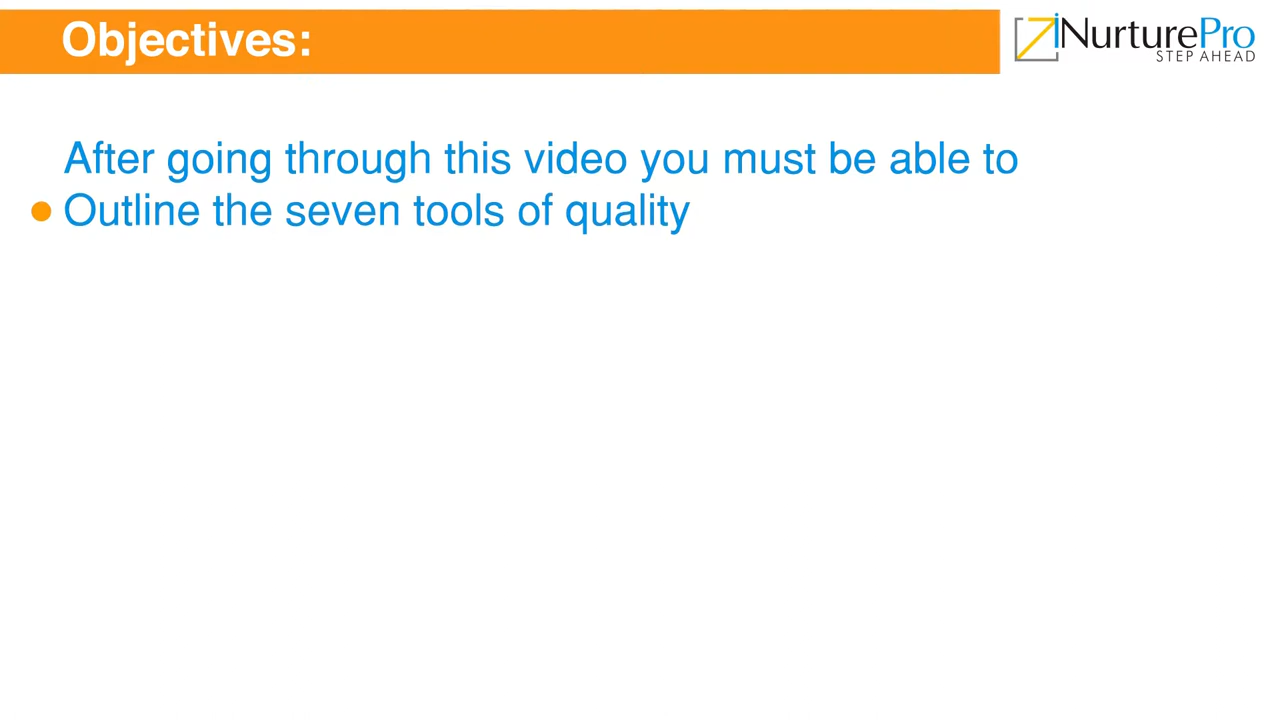 Objectives:
iNurturePro
STEP AHEAD
After going through this video you must be able to
Outline the seven tools of quality